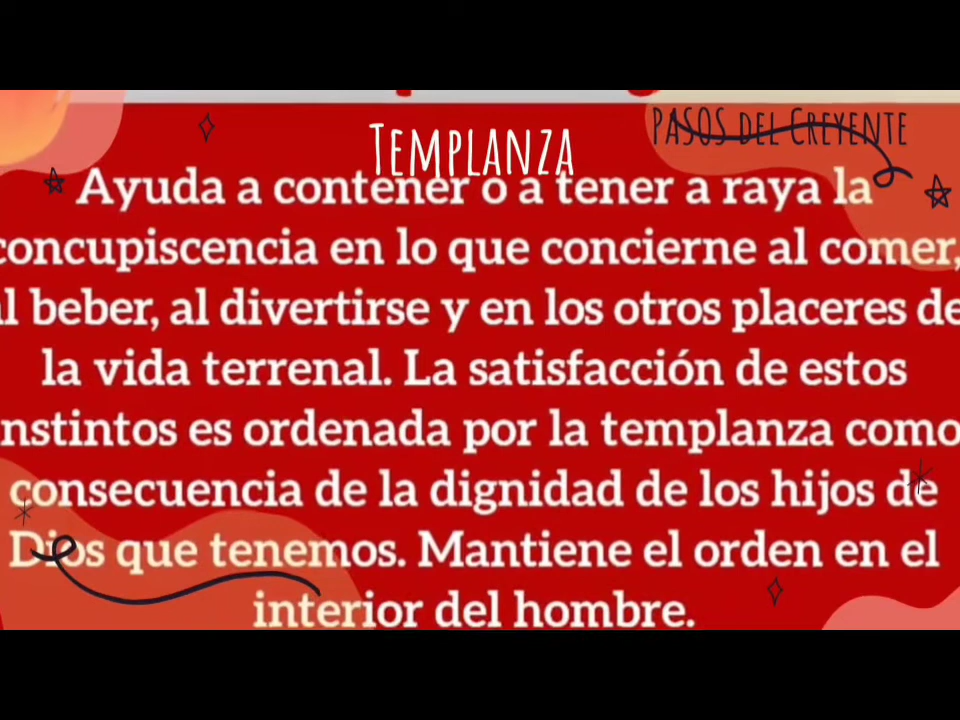 Templanza
Pasos del Creyente
Ayuda a contener o a tener a raya la
concupiscencia en lo que concierne al comer,
al beber, al divertirse y en los otros placeres de
la vida terrenal. La satisfacción de estos
instintos es ordenada por la templanza como
consecuencia de la dignidad de los hijos de
Dios que tenemos. Mantiene el orden en el
interior del hombre.